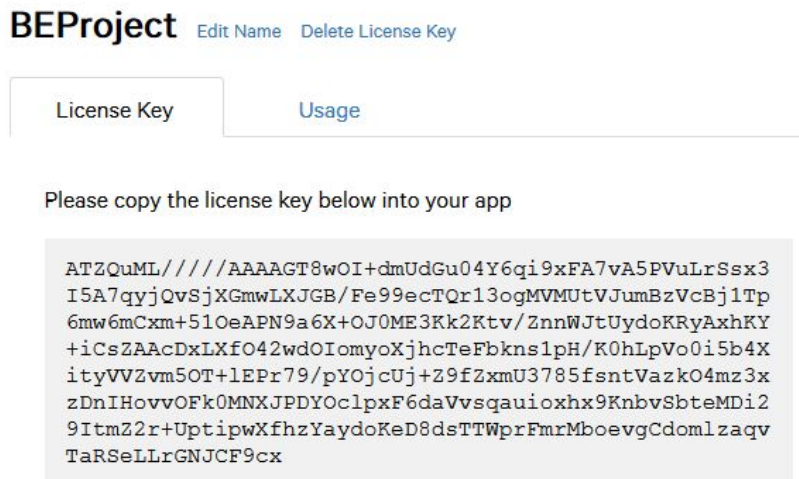 BEProject Edit Name Delete License Key
License Key Usage
Please copy the license key below into your app
ATZQuML/////AAAAGT8wOI+dmUdGu04Y6qi9xFA7vA5PVuLrSsx3
I5A7qyjQvSjXGmwLXJGB/Fe99ecTQr13ogMVMUtVJumBzVcBj1Tp
6mw6mCxm+51OeAPN9a6X+OJ0ME3Kk2Ktv/ZnnWJtUydoKRyAxhKY
+iCsZAAcDxLXfO42wdOIomyoXjhcTeFbkns1pH/K0hLpVo0i5b4X
ityVVZvm5OT+lEPr79/pYOjcUj+Z9fZxmU3785fsntVazkO4mz3x
zDnIHovvOFk0MNXJPDYOclpxF6daVvsqauioxhx9KnbvSbteMDi2
9ItmZ2r+UptipwXfhzYaydoKeD8dsTTWprFmrMboevgCdomlzaqv
TaRSeLLrGNJCF9cx